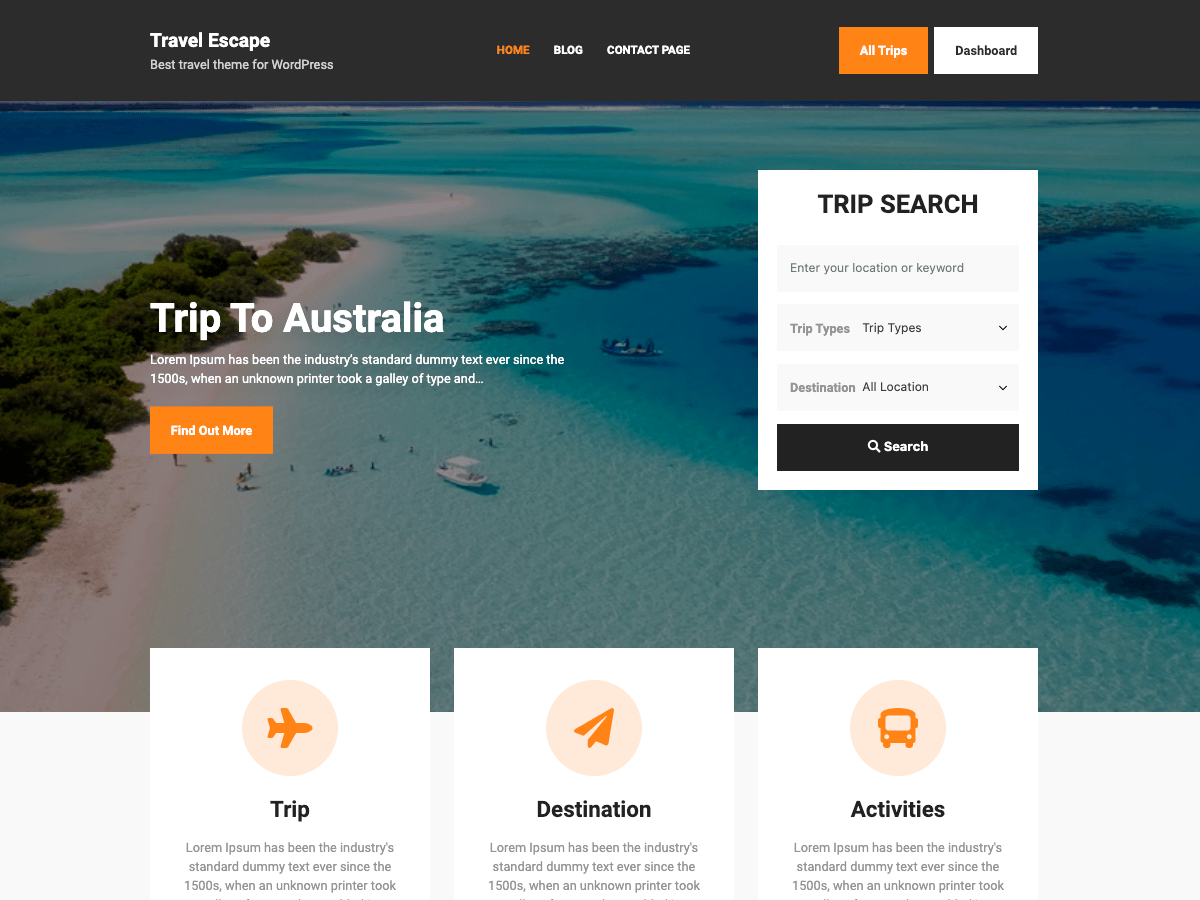 Travel Escape
Best travel theme for WordPress
HOME BLOG CONTACT PAGE
All Trips Dashboard
Trip To Australia
Lorem Ipsum has been the industry's standard dummy text ever since the
1500s, when an unknown printer took a galley of type and…
Find Out More
TRIP SEARCH
Enter your location or keyword
Trip Types Trip Types
Destination All Location
Search
Trip
Lorem Ipsum has been the industry's
standard dummy text ever since the
1500s, when an unknown printer took
Destination
Lorem Ipsum has been the industry's
standard dummy text ever since the
1500s, when an unknown printer took
Activities
Lorem Ipsum has been the industry's
standard dummy text ever since the
1500s, when an unknown printer took